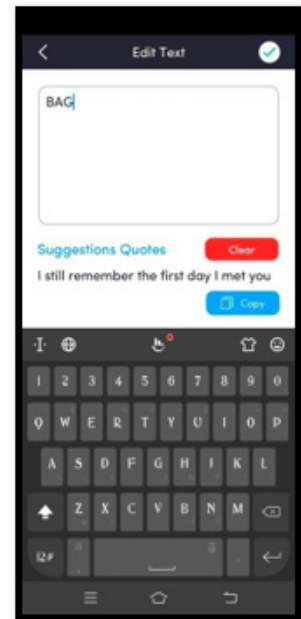 Edit Text
BAG
Suggestions Quotes
Clear
I still remember the first day I met you
Copy
1 2 3 4 5 6 7 8 9 0
Q W E R T Y U I O P
A S D F G H J K L
Z X C V B N M
12#